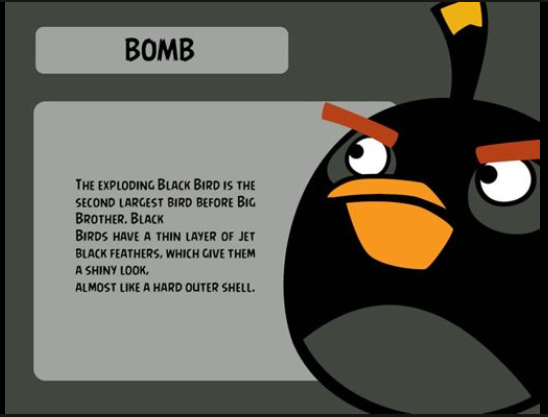 BOMB
The exploding Black Bird is the
second largest bird before Big
Brother. Black
Birds have a thin layer of jet
black feathers, which give them
a shiny look,
almost like a hard outer shell.